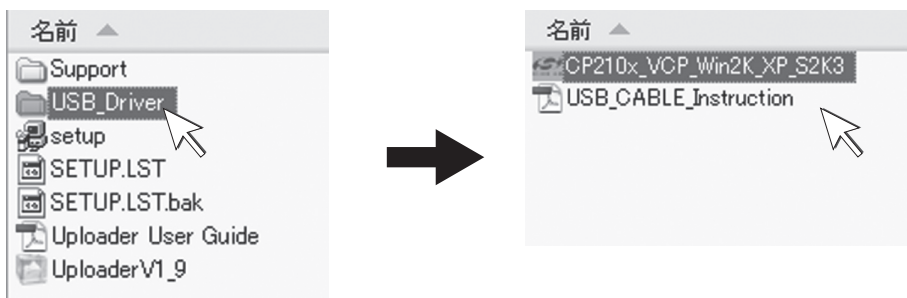 名前
Support
USB_Driver
setup
SETUP.LST
SETUP.LST.bak
Uploader User Guide
UploaderV1_9
名前
CP210x_VCP_Win2K_XP_S2K3
USB_CABLE_Instruction